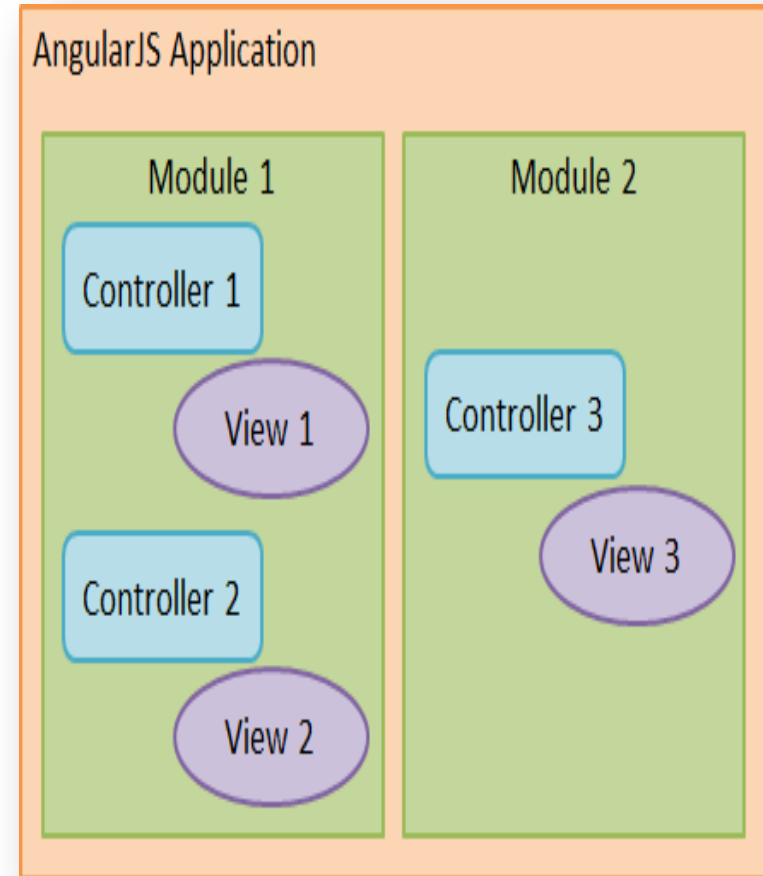 AngularJS Application
Module 1
Controller 1
View 1
Controller 2
View 2
Module 2
Controller 3
View 3